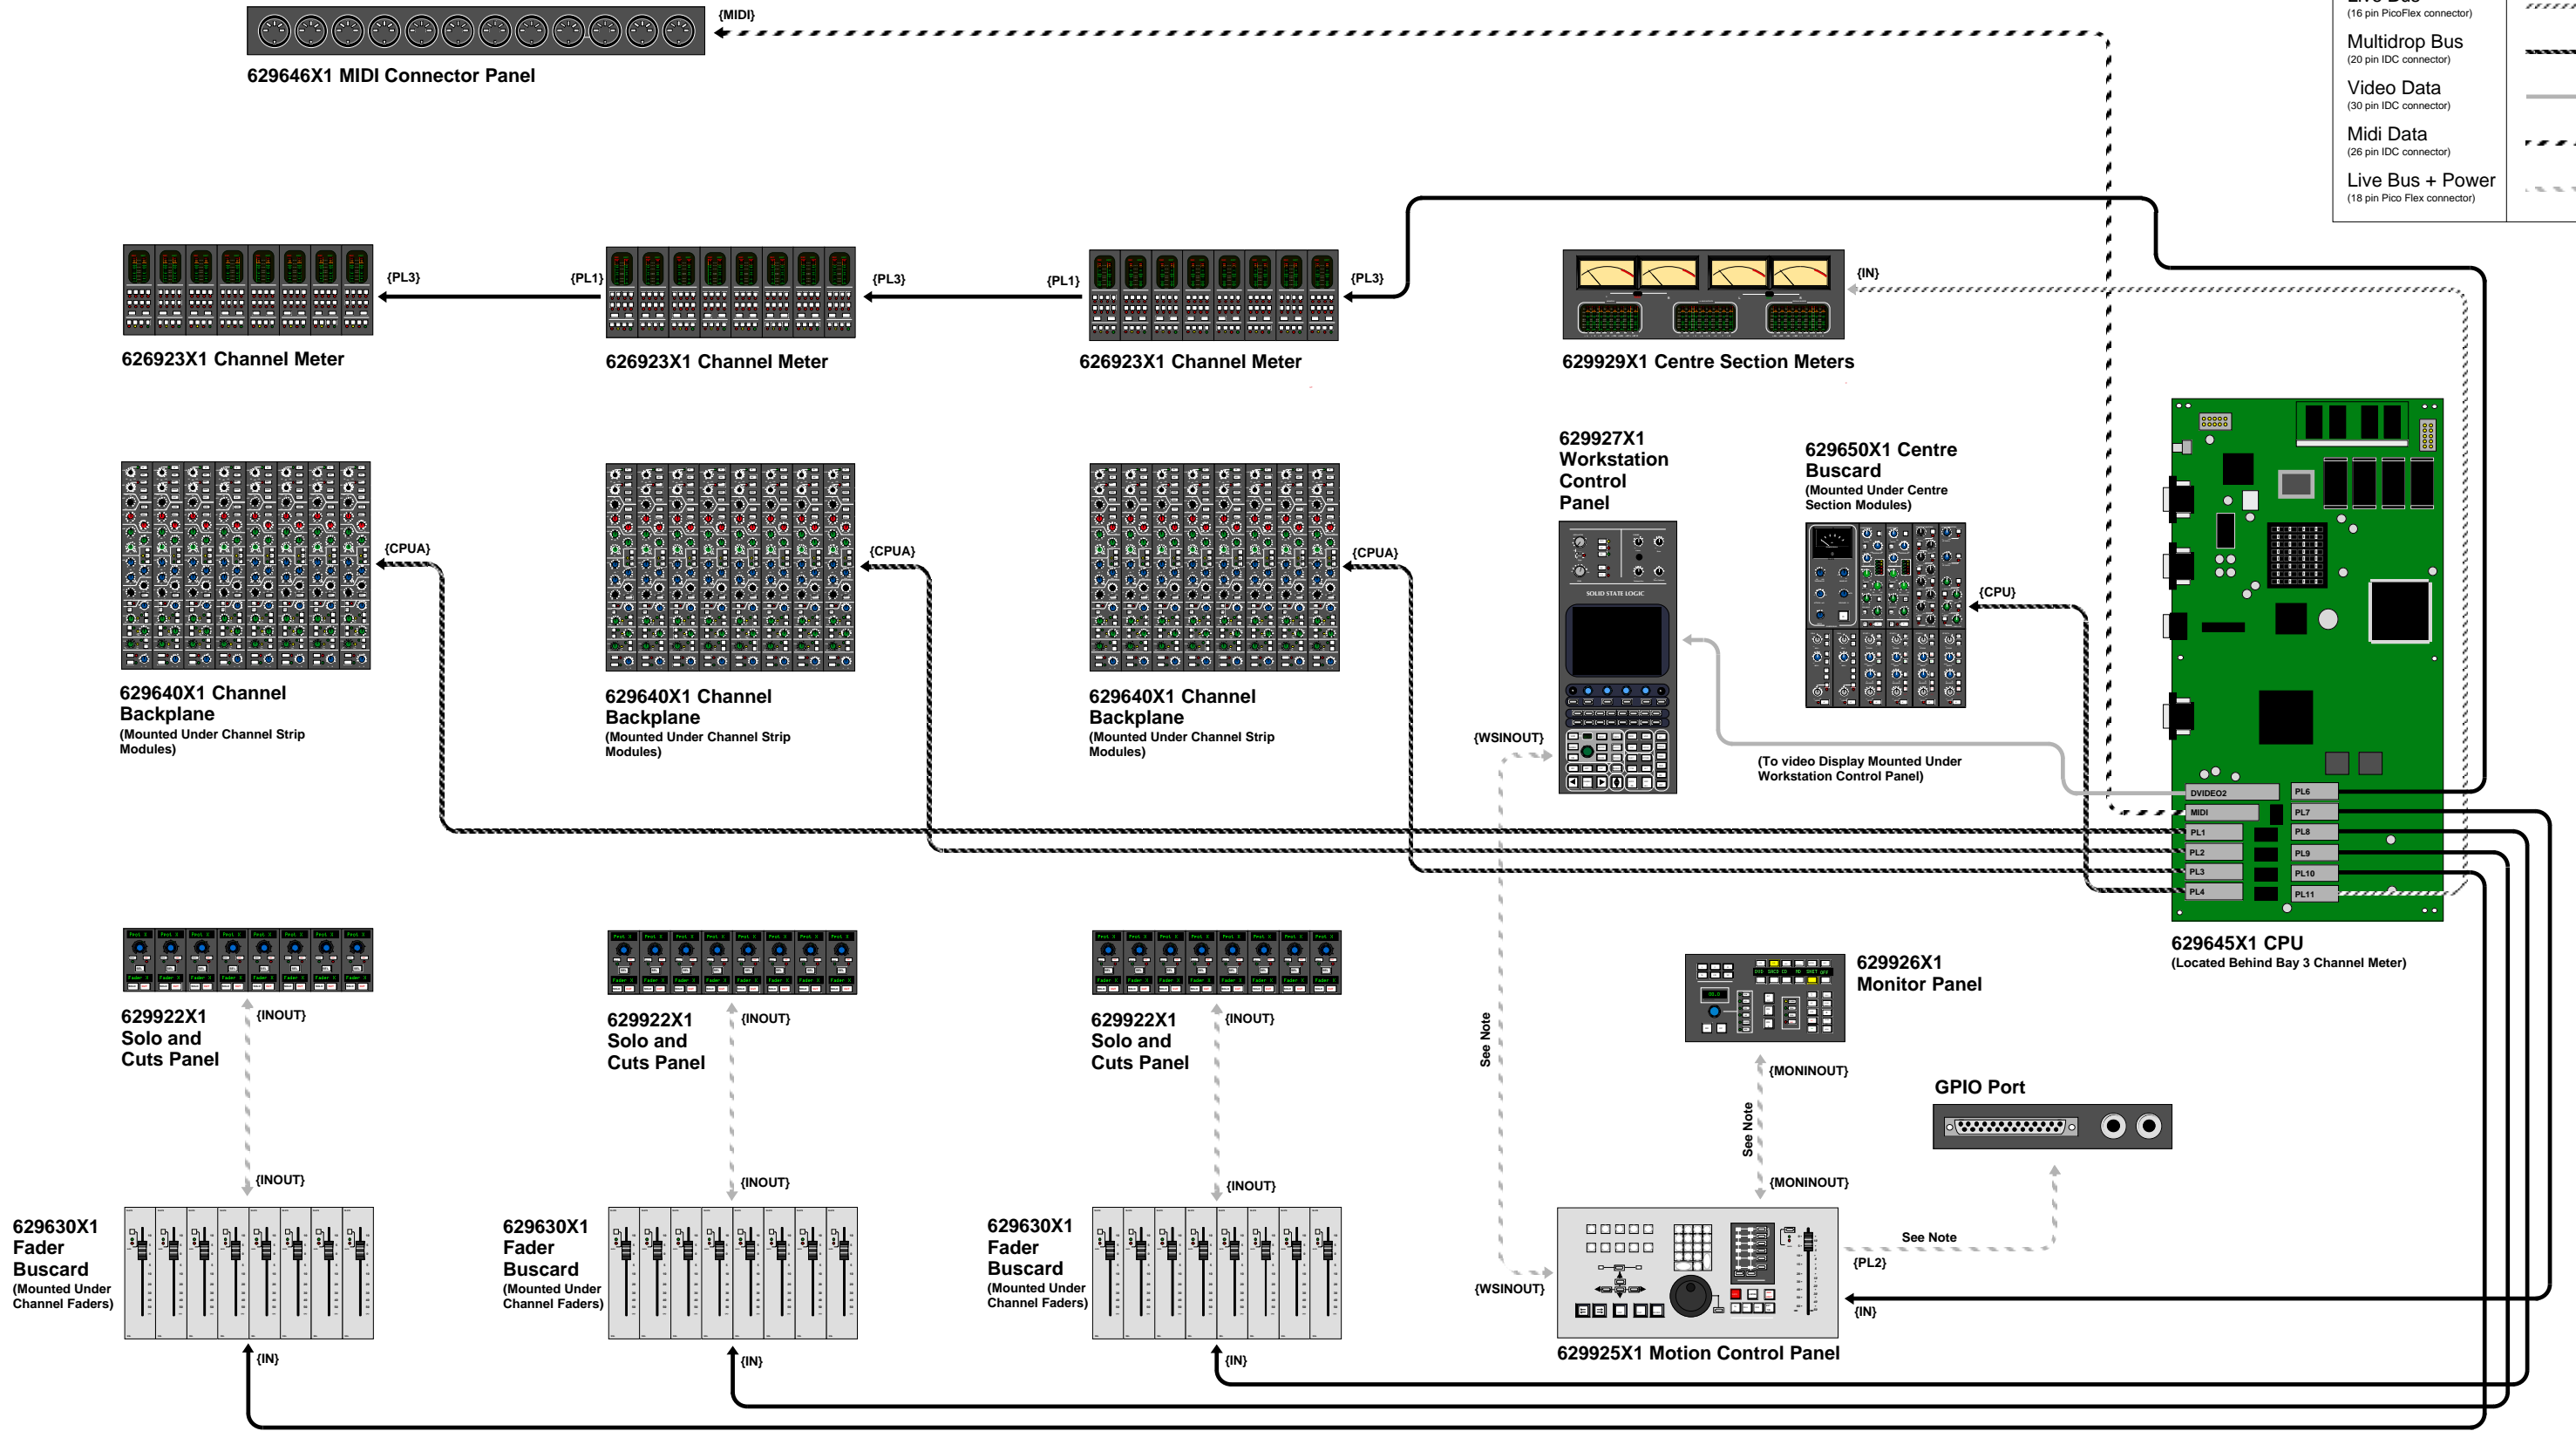 {MIDI}
629646X1 MIDI Connector Panel
(16 pin PicoFlex connector)
Multidrop Bus
(20 pin IDC connector)
Video Data
(30 pin IDC connector)
Midi Data
(26 pin IDC connector)
Live Bus + Power
(18 pin Pico Flex connector)
{PL3}
{PL1}
{PL3}
{PL1}
{PL3}
{IN}
626923X1 Channel Meter
626923X1 Channel Meter
626923X1 Channel Meter
629929X1 Centre Section Meters
629927X1
Workstation
Control
Panel
629650X1 Centre
Buscard
(Mounted Under Centre
Section Modules)
{CPUA}
{CPUA}
{CPUA}
{CPU}
SOLID STATE LOGIC
629640X1 Channel
Backplane
(Mounted Under Channel Strip
Modules)
629640X1 Channel
Backplane
(Mounted Under Channel Strip
Modules)
629640X1 Channel
Backplane
(Mounted Under Channel Strip
Modules)
{WSINOUT}
(To video Display Mounted Under
Workstation Control Panel)
DVIDEO2
MIDI
PL1
PL2
PL3
PL4
PL6
PL7
PL8
PL9
PL10
PL11
629645X1 CPU
(Located Behind Bay 3 Channel Meter)
629922X1
Solo and
Cuts Panel
{INOUT}
629922X1
Solo and
Cuts Panel
{INOUT}
629922X1
Solo and
Cuts Panel
{INOUT}
See Note
629926X1
Monitor Panel
{MONINOUT}
See Note
{MONINOUT}
GPIO Port
{INOUT}
{INOUT}
{INOUT}
629630X1
Fader
Buscard
(Mounted Under
Channel Faders)
629630X1
Fader
Buscard
(Mounted Under
Channel Faders)
629630X1
Fader
Buscard
(Mounted Under
Channel Faders)
{WSINOUT}
See Note
{PL2}
{IN}
629925X1 Motion Control Panel
{IN}
{IN}
{IN}